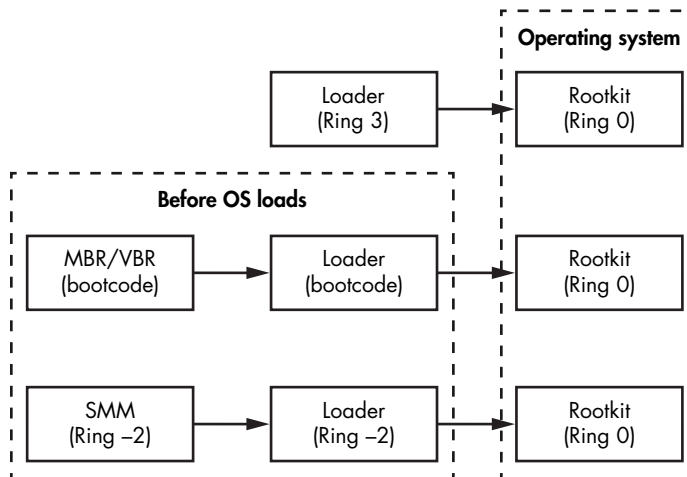 Operating system
Loader
(Ring 3)
Rootkit
(Ring 0)
Before OS loads
MBR/VBR
(bootcode)
Loader
(bootcode)
Rootkit
(Ring 0)
SMM
(Ring –2)
Loader
(Ring –2)
Rootkit
(Ring 0)